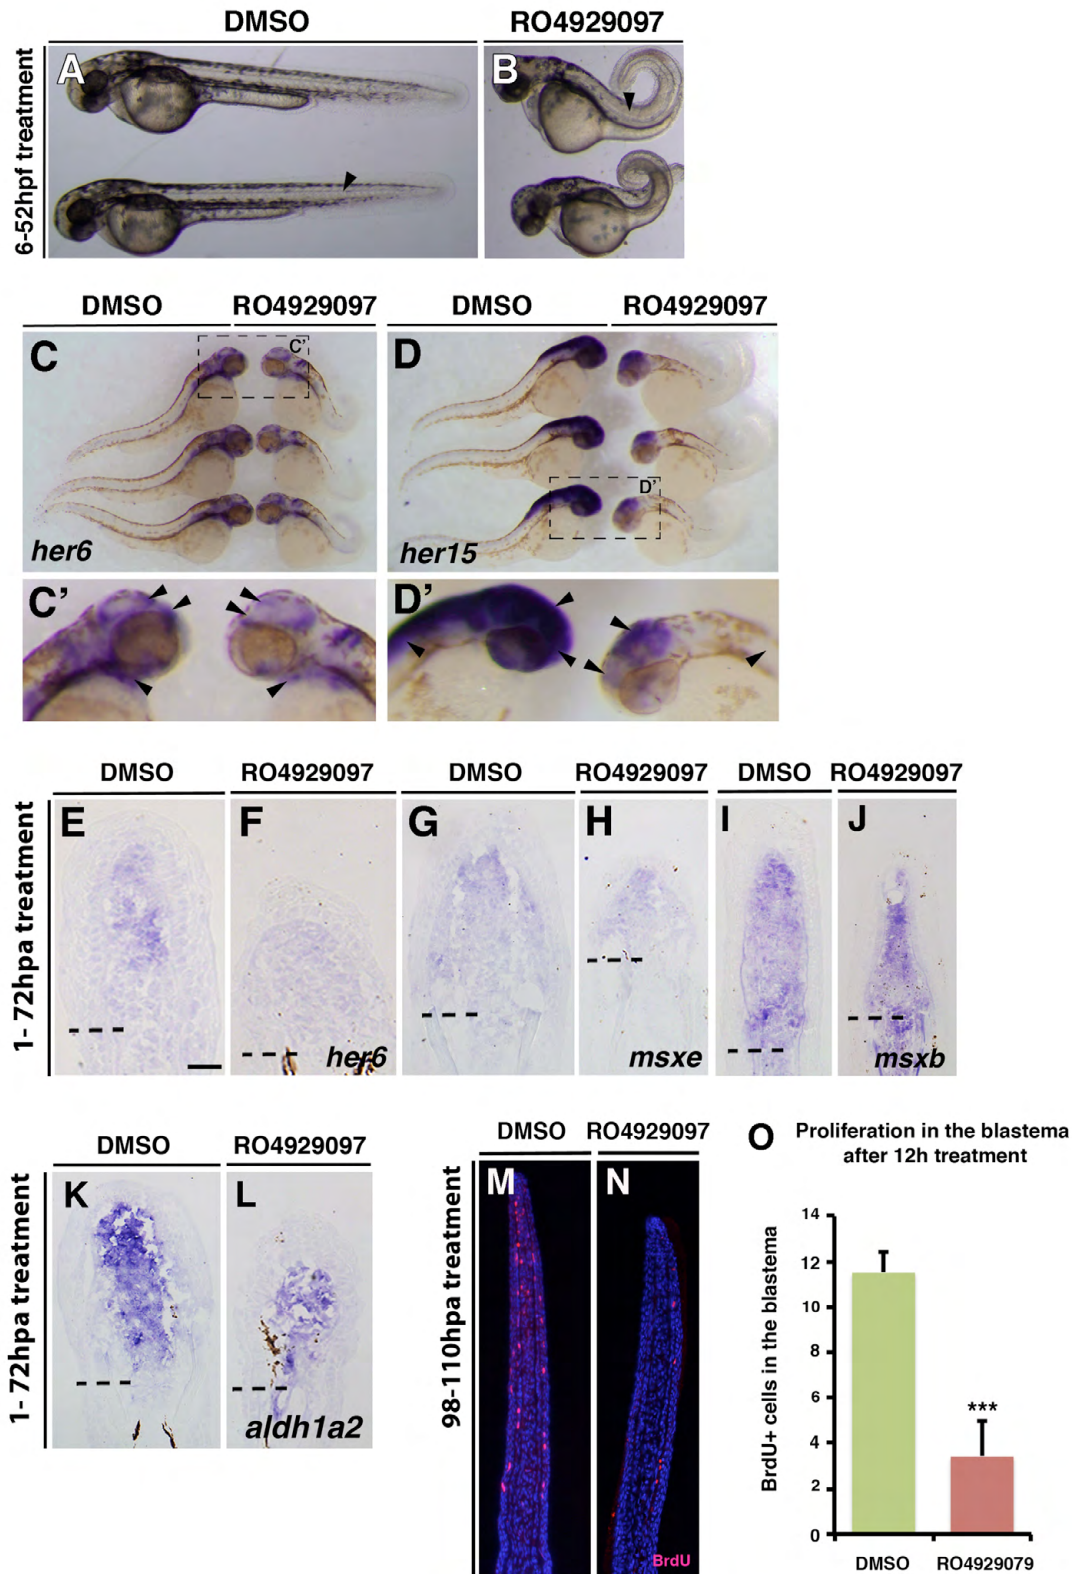 DMSO RO4929097
6-52hpf treatment
A B
DMSO RO4929097 DMSO RO4929097
C C' D D'
her6 her15
C' D'
DMSO RO4929097 DMSO RO4929097 DMSO RO4929097
1- 72hpa treatment
E F G H I J
her6 msxe msxb
DMSO RO4929097
1- 72hpa treatment
K L
aldh1a2
DMSO RO4929097
98-110hpa treatment
M N
BrdU
O Proliferation in the blastema
after 12h treatment
BrdU+ cells in the blastema
14
12
10
8
6
4
2
0
***
DMSO RO4929079